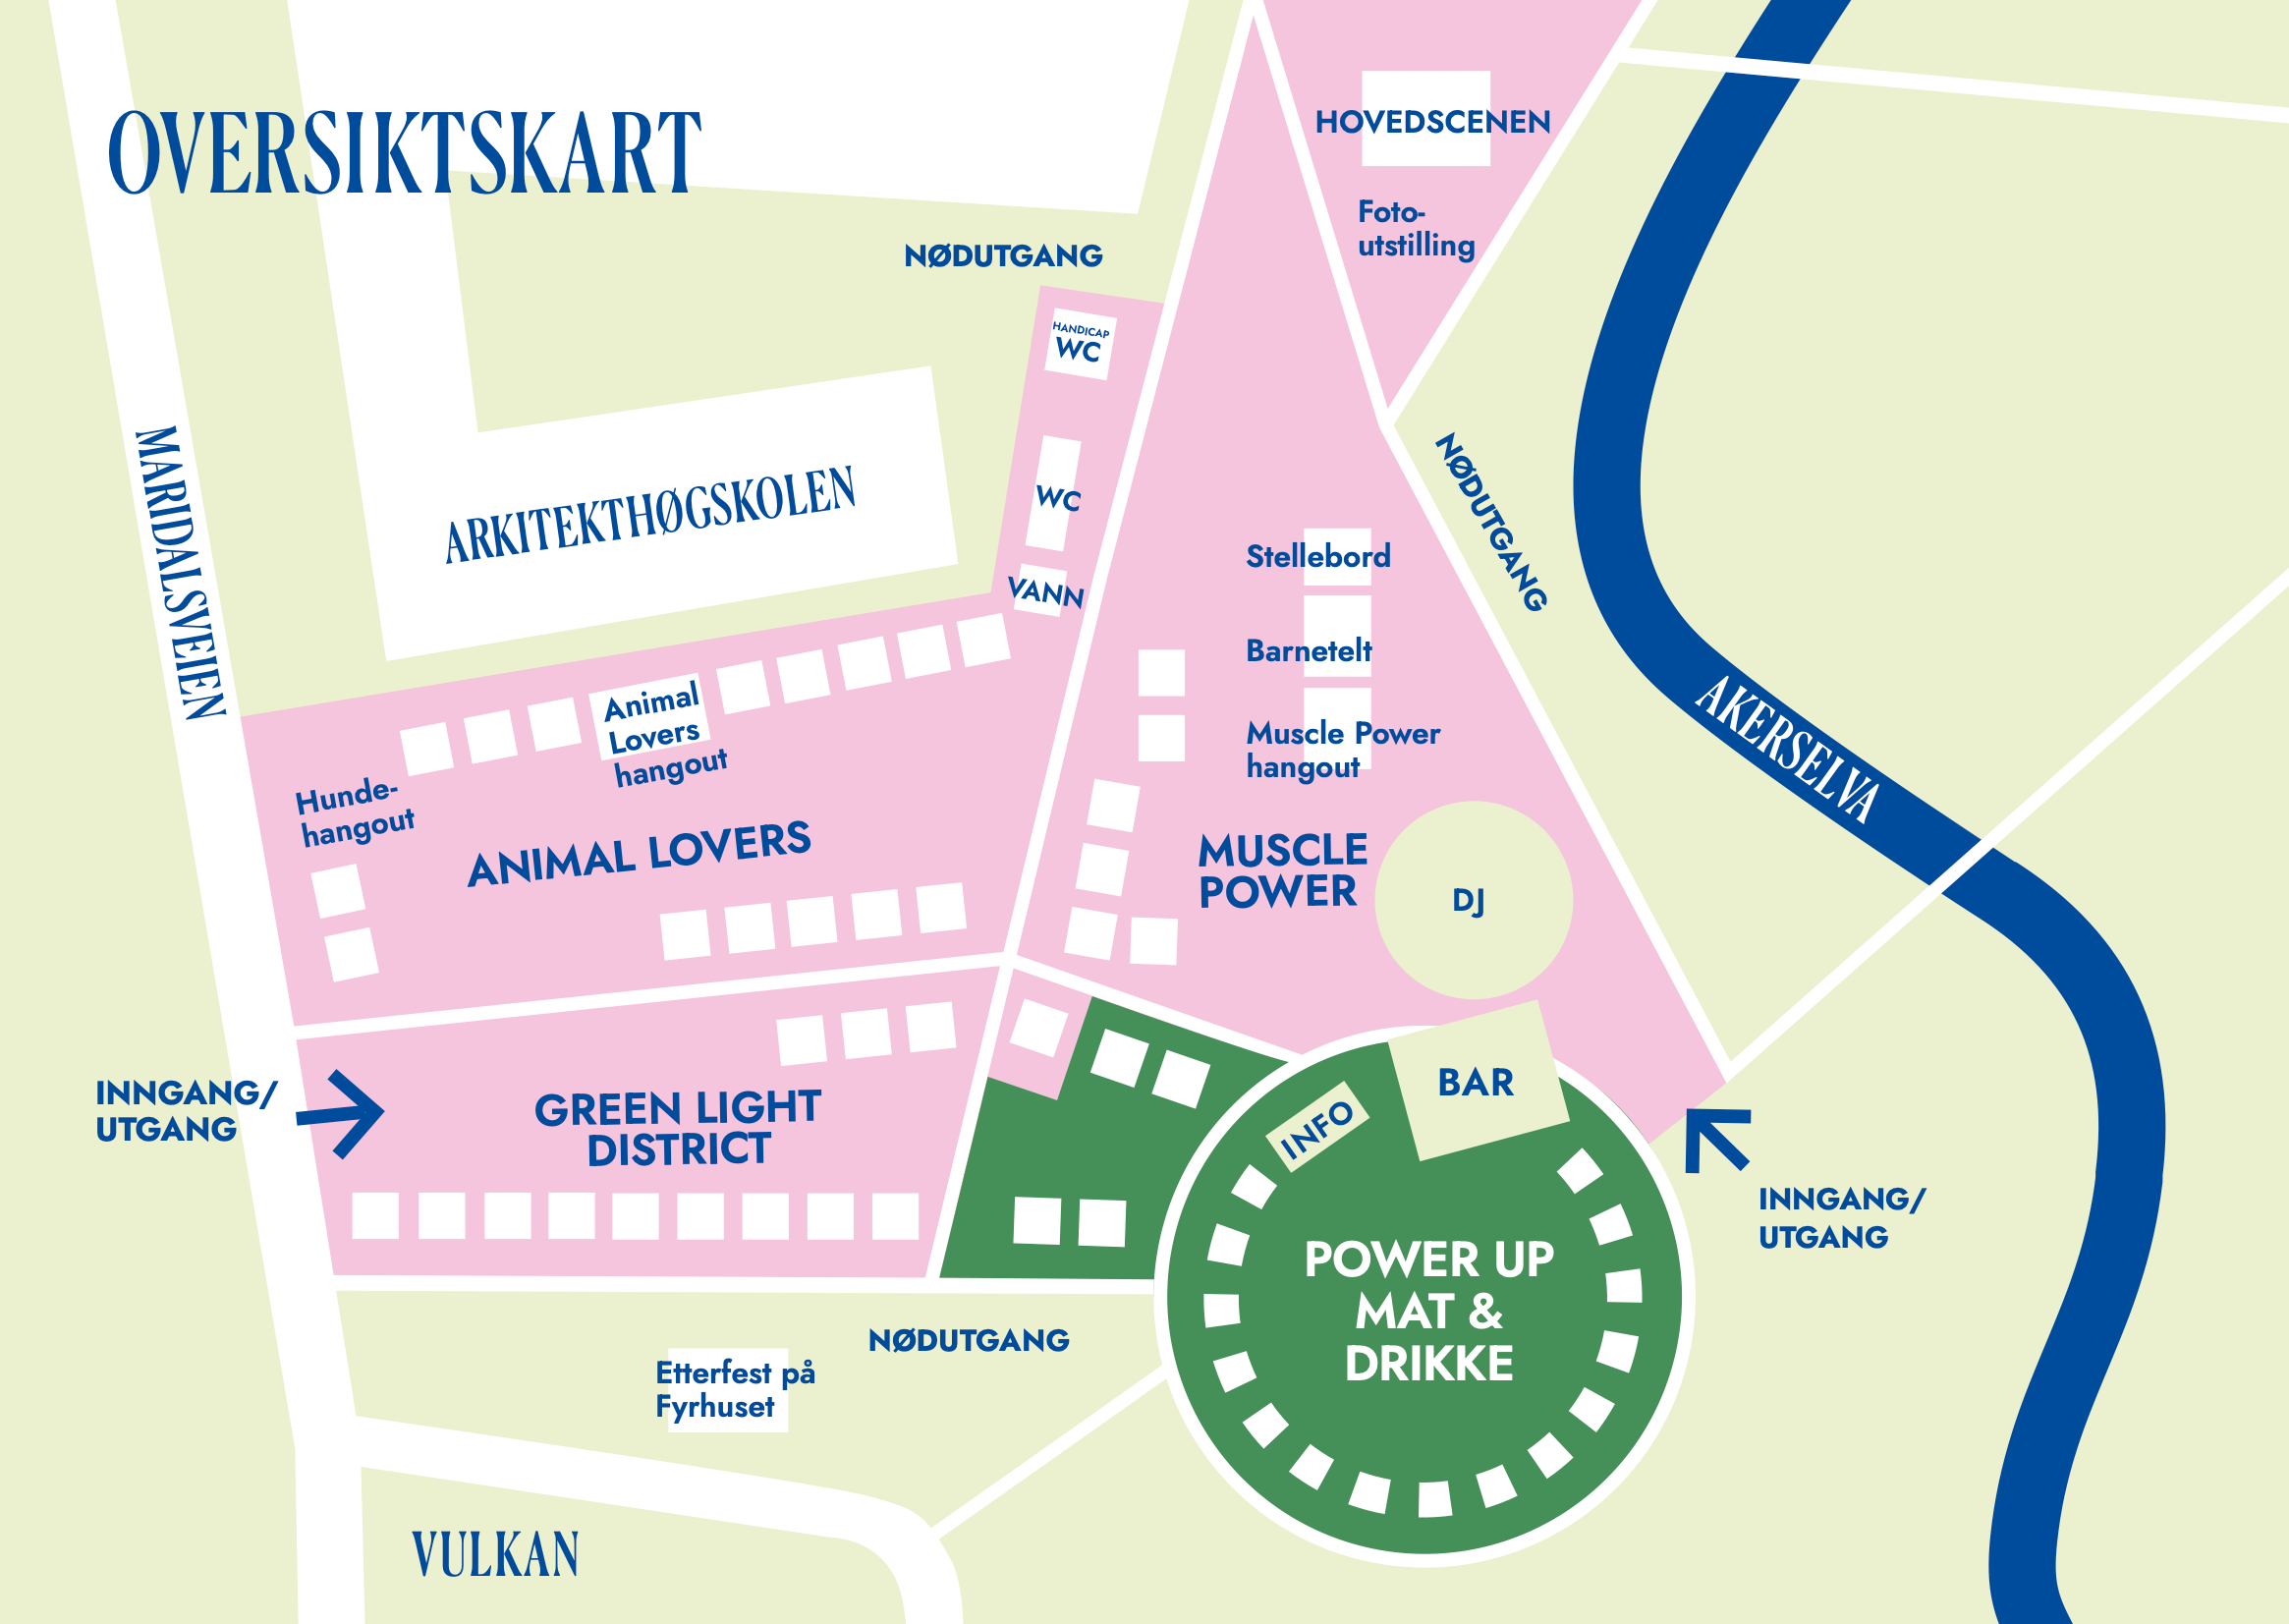 OVERSIKTSKART
HOVEDSCENEN
Foto-
utstilling
NØDUTGANG
HANDICAP
WC
WC
VANN
MARIDALSVEIEN
ARKITEKTHØGSKOLEN
NØDUTGANG
Stellebord
Barnetelt
Muscle Power
hangout
AKERSELVA
Animal
Lovers
hangout
Hunde-
hangout
ANIMAL LOVERS
MUSCLE
POWER
DJ
INNGANG/
UTGANG
GREEN LIGHT
DISTRICT
INFO
BAR
INNGANG/
UTGANG
POWER UP
MAT &
DRIKKE
NØDUTGANG
Etterfest på
Fyrhuset
VULKAN